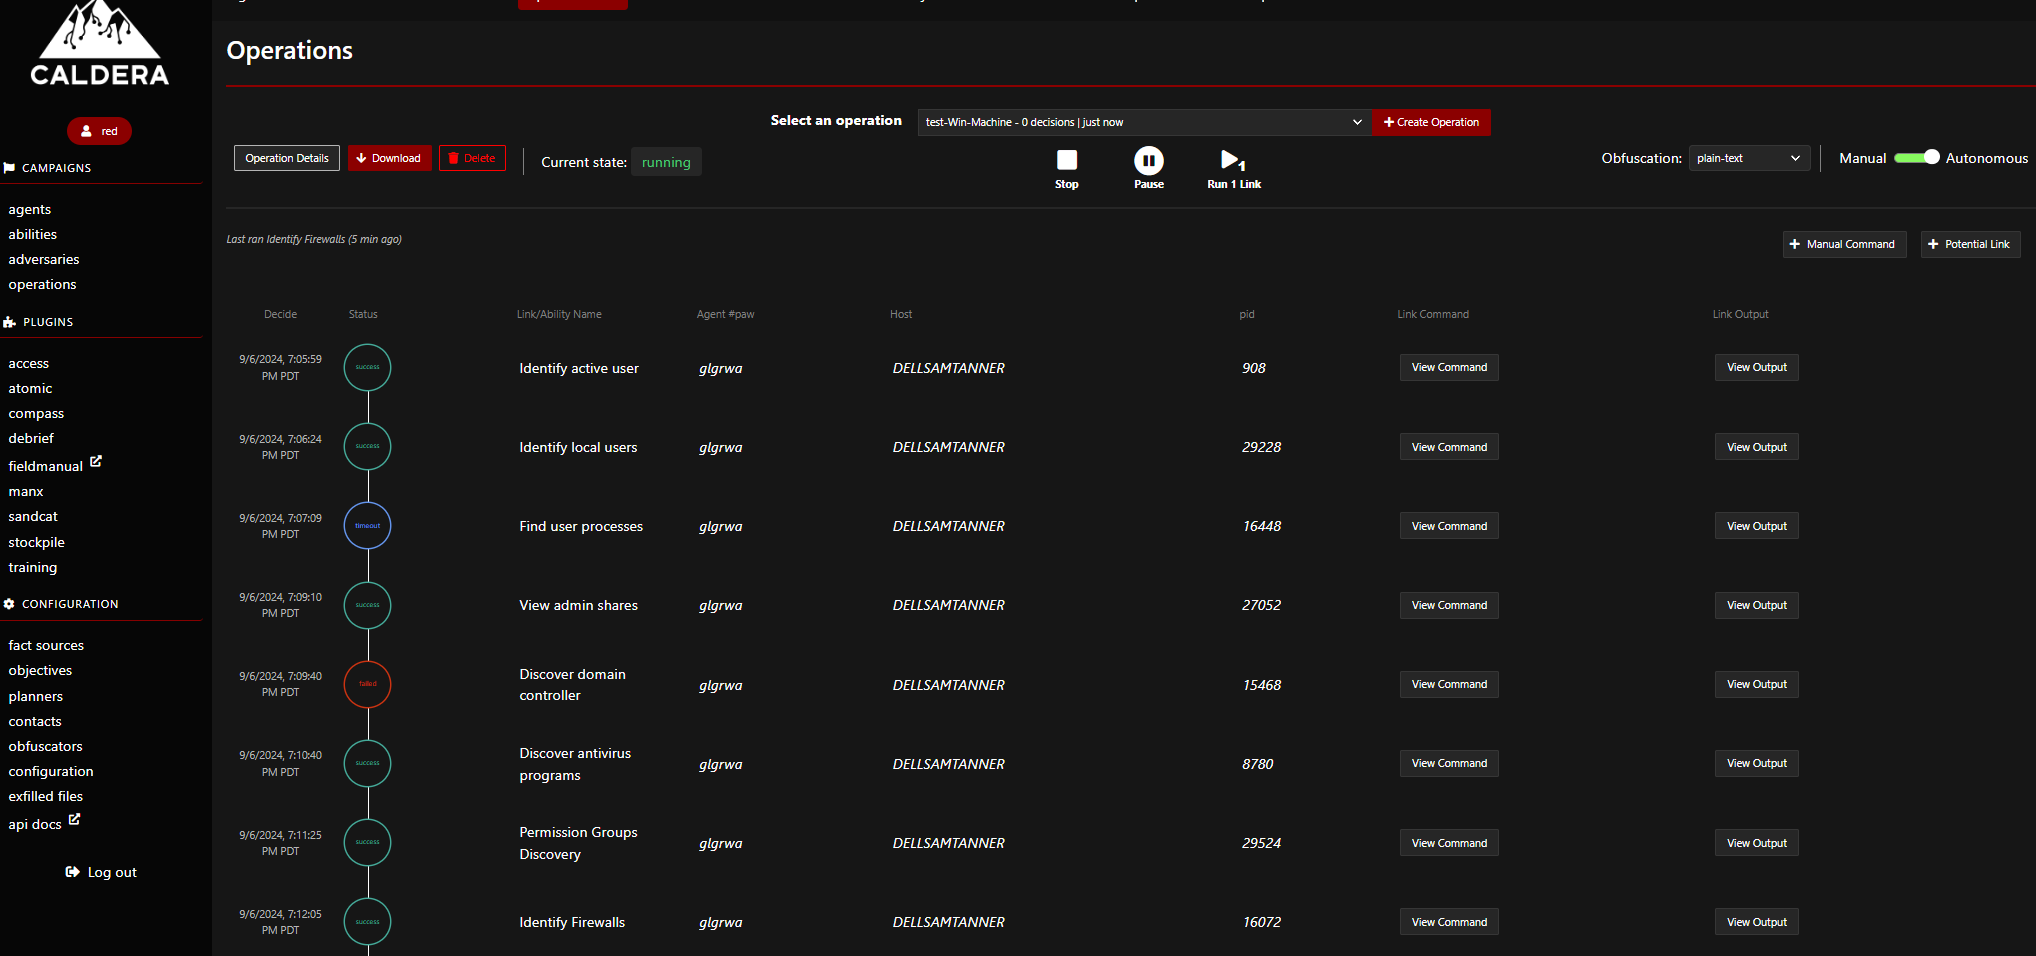 CALDERA
red
CAMPAIGNS
agents
abilities
adversaries
operations
PLUGINS
access
atomic
compass
debrief
fieldmanual
manx
sandcat
stockpile
training
CONFIGURATION
fact sources
objectives
planners
contacts
obfuscators
configuration
exfilled files
api docs
Log out
Operations
Select an operation
test-Win-Machine - 0 decisions | just now
Create Operation
Operation Details
Download
Delete
Current state: running
Stop
Pause
1
Run 1 Link
Obfuscation: plain-text
Manual
Autonomous
Last ran Identify Firewalls (5 min ago)
Manual Command
Potential Link
Decide Status Link/Ability Name Agent #paw Host pid Link Command Link Output
9/6/2024, 7:05:59
PM PDT
success
Identify active user
glgrwa
DELLSAMTANNER
908
View Command
View Output
9/6/2024, 7:06:24
PM PDT
success
Identify local users
glgrwa
DELLSAMTANNER
29228
View Command
View Output
9/6/2024, 7:07:09
PM PDT
timeout
Find user processes
glgrwa
DELLSAMTANNER
16448
View Command
View Output
9/6/2024, 7:09:10
PM PDT
success
View admin shares
glgrwa
DELLSAMTANNER
27052
View Command
View Output
9/6/2024, 7:09:40
PM PDT
failed
Discover domain
controller
glgrwa
DELLSAMTANNER
15468
View Command
View Output
9/6/2024, 7:10:40
PM PDT
success
Discover antivirus
programs
glgrwa
DELLSAMTANNER
8780
View Command
View Output
9/6/2024, 7:11:25
PM PDT
success
Permission Groups
Discovery
glgrwa
DELLSAMTANNER
29524
View Command
View Output
9/6/2024, 7:12:05
PM PDT
success
Identify Firewalls
glgrwa
DELLSAMTANNER
16072
View Command
View Output